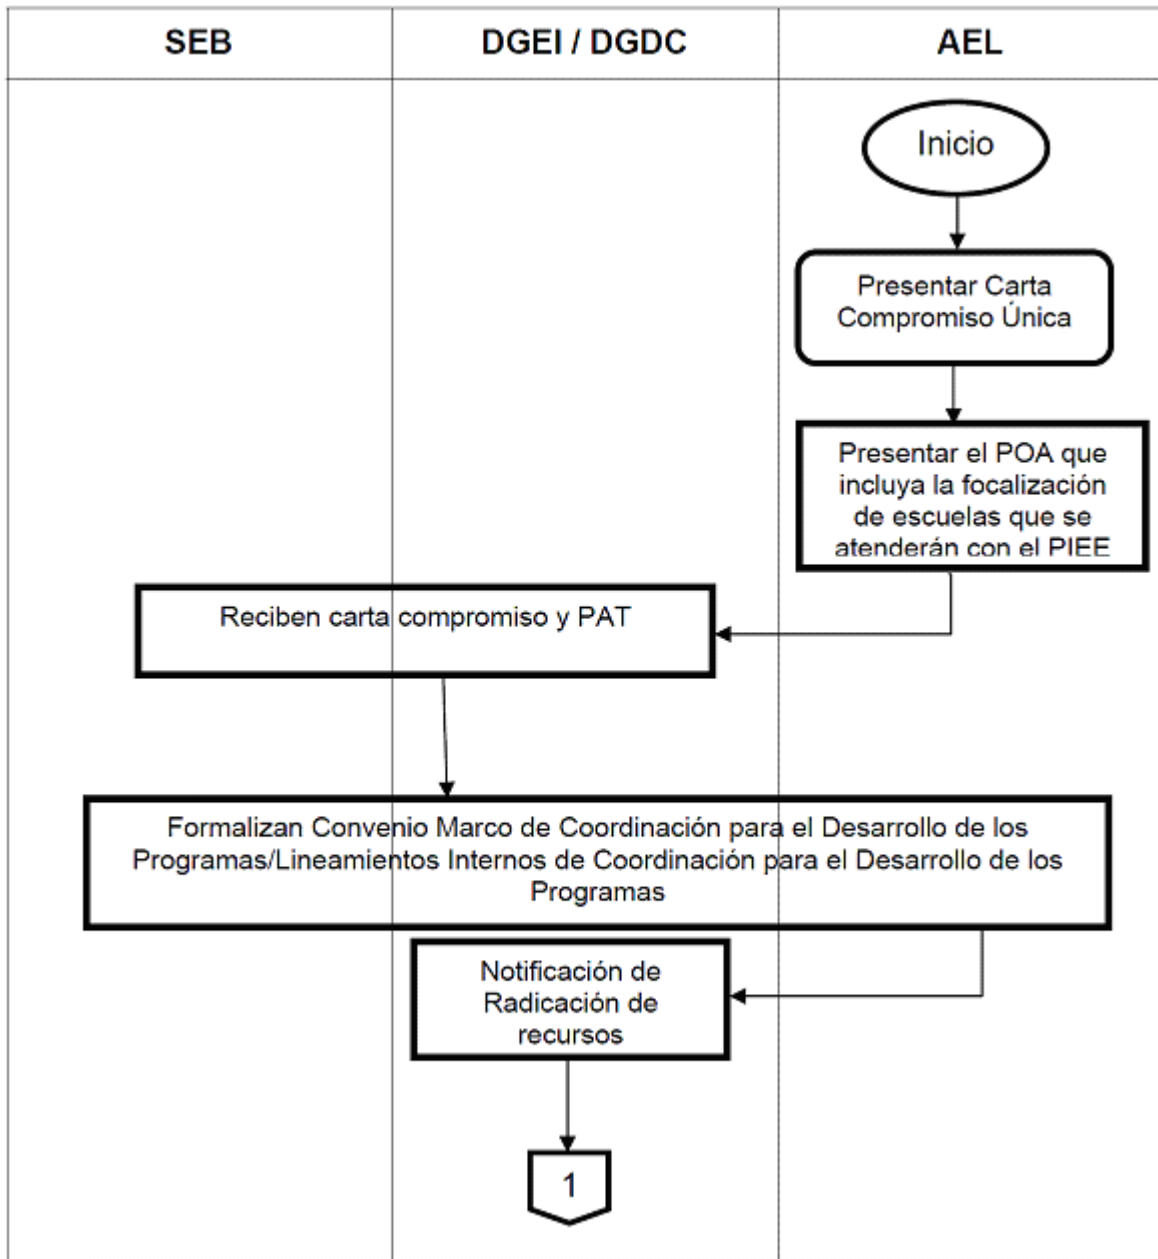 SEB
DGEI / DGDC
AEL
Inicio
Presentar Carta
Compromiso Única
Presentar el POA que
incluya la focalización
de escuelas que se
atenderán con el PIEE
Reciben carta compromiso y PAT
Formalizan Convenio Marco de Coordinación para el Desarrollo de los
Programas/Lineamientos Internos de Coordinación para el Desarrollo de los
Programas
Notificación de
Radicación de
recursos
1